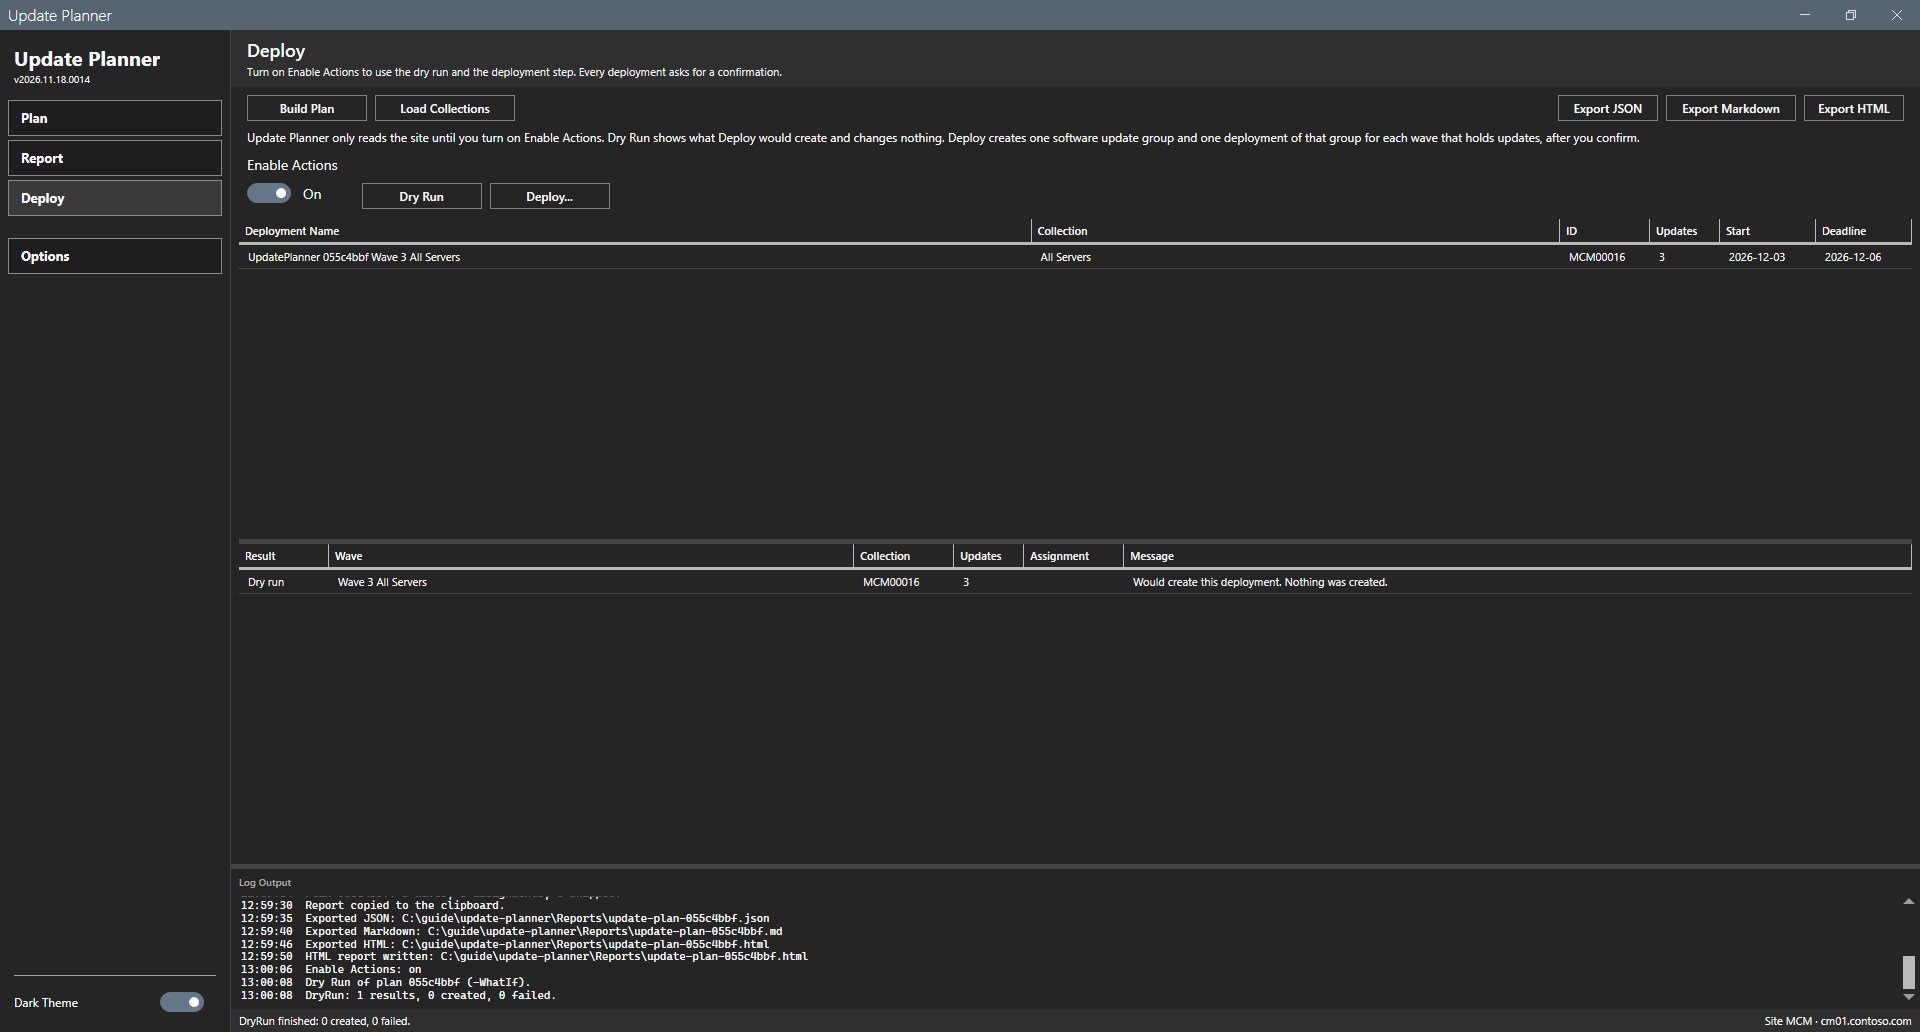 Update Planner
Update Planner
v2026.11.18.0014
Plan
Report
Deploy
Options
Dark Theme
Deploy
Turn on Enable Actions to use the dry run and the deployment step. Every deployment asks for a confirmation.
Build Plan
Load Collections
Export JSON
Export Markdown
Export HTML
Update Planner only reads the site until you turn on Enable Actions. Dry Run shows what Deploy would create and changes nothing. Deploy creates one software update group and one deployment of that group for each wave that holds updates, after you confirm.
Enable Actions
On
Dry Run
Deploy...
Deployment Name Collection ID Updates Start Deadline
UpdatePlanner 055c4bbf Wave 3 All Servers All Servers MCM00016 3 2026-12-03 2026-12-06
Result Wave Collection Updates Assignment Message
Dry run Wave 3 All Servers MCM00016 3 Would create this deployment. Nothing was created.
Log Output
12:59:30 Report copied to the clipboard.
12:59:35 Exported JSON: C:\guide\update-planner\Reports\update-plan-055c4bbf.json
12:59:40 Exported Markdown: C:\guide\update-planner\Reports\update-plan-055c4bbf.md
12:59:46 Exported HTML: C:\guide\update-planner\Reports\update-plan-055c4bbf.html
12:59:50 HTML report written: C:\guide\update-planner\Reports\update-plan-055c4bbf.html
13:00:06 Enable Actions: on
13:00:08 Dry Run of plan 055c4bbf (-WhatIf).
13:00:08 DryRun: 1 results, 0 created, 0 failed.
DryRun finished: 0 created, 0 failed.
Site MCM · cm01.contoso.com